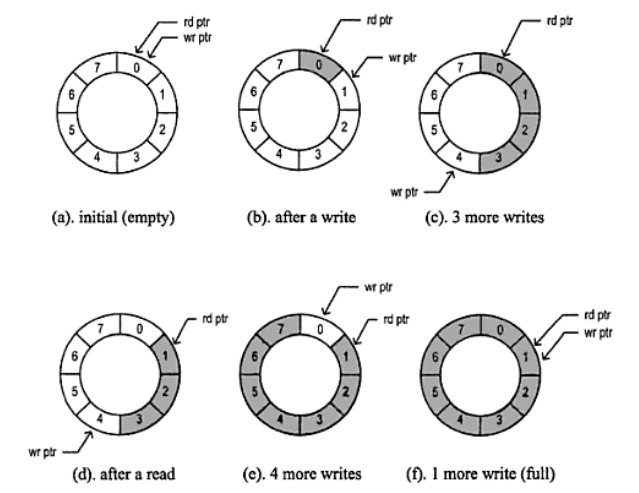 rd ptr
wr ptr
7 0
6 1
5 2
4 3
(a). initial (empty)
rd ptr
wr ptr
7 0
6 1
5 2
4 3
(b). after a write
rd ptr
7 0
6 1
5 2
4 3
wr ptr
(c). 3 more writes
rd ptr
7 0
6 1
5 2
4 3
wr ptr
(d). after a read
wr ptr
rd ptr
7 0
6 1
5 2
4 3
(e). 4 more writes
rd ptr
wr ptr
7 0
6 1
5 2
4 3
(f). 1 more write (full)